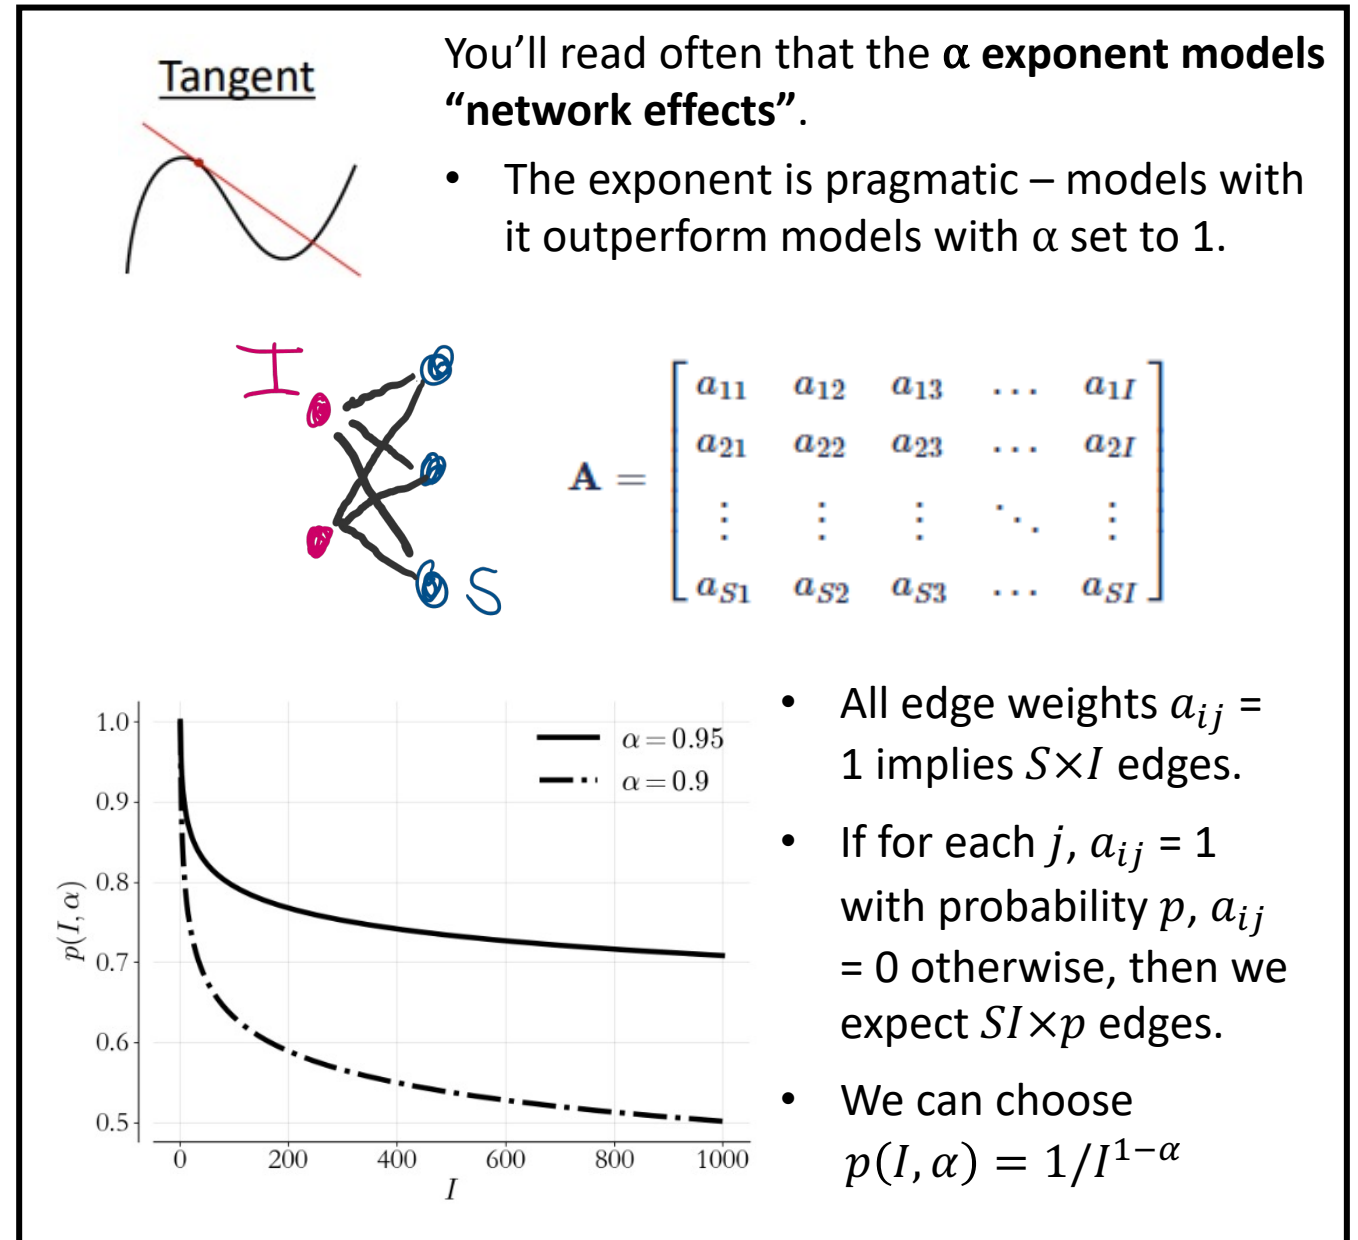 Tangent
You’ll read often that the α exponent models
“network effects”.
• The exponent is pragmatic – models with
it outperform models with α set to 1.
I
S
A = [ a₁₁ a₁₂ a₁₃ … a₁I
a₂₁ a₂₂ a₂₃ … a₂I
⋮ ⋮ ⋮ ⋱ ⋮
aS₁ aS₂ aS₃ … aSI ]
1.0
0.9
0.8
0.7
0.6
0.5
p(I, α)
α = 0.95
α = 0.9
0 200 400 600 800 1000
I
• All edge weights aᵢⱼ =
1 implies S×I edges.
• If for each j, aᵢⱼ = 1
with probability p, aᵢⱼ
= 0 otherwise, then we
expect SI×p edges.
• We can choose
p(I, α) = 1/I¹⁻ᵅ